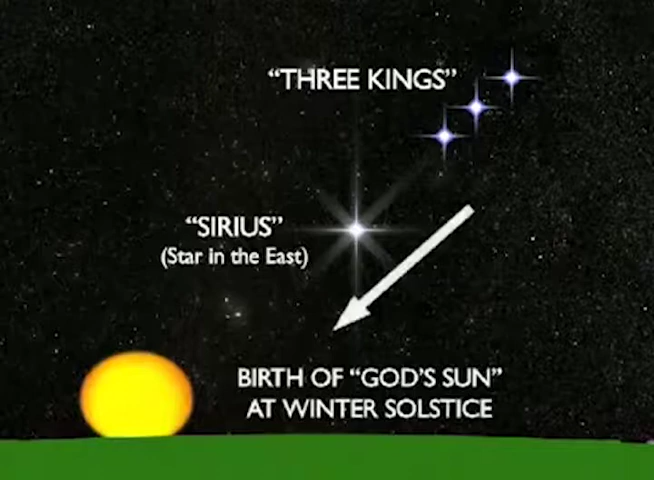 “THREE KINGS”
“SIRIUS”
(Star in the East)
BIRTH OF “GOD’S SUN”
AT WINTER SOLSTICE